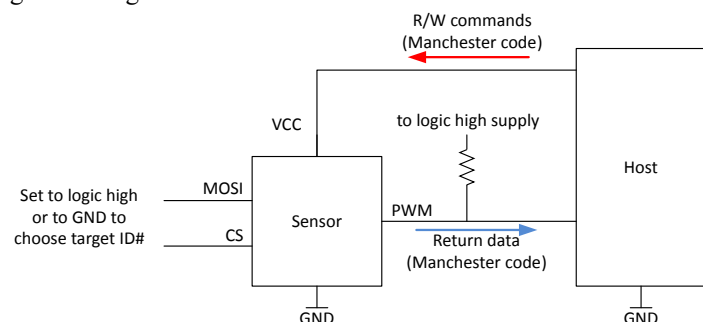 R/W commands
(Manchester code)
VCC
to logic high supply
Host
Set to logic high
or to GND to
choose target ID#
MOSI
CS
Sensor
PWM
Return data
(Manchester code)
GND
GND